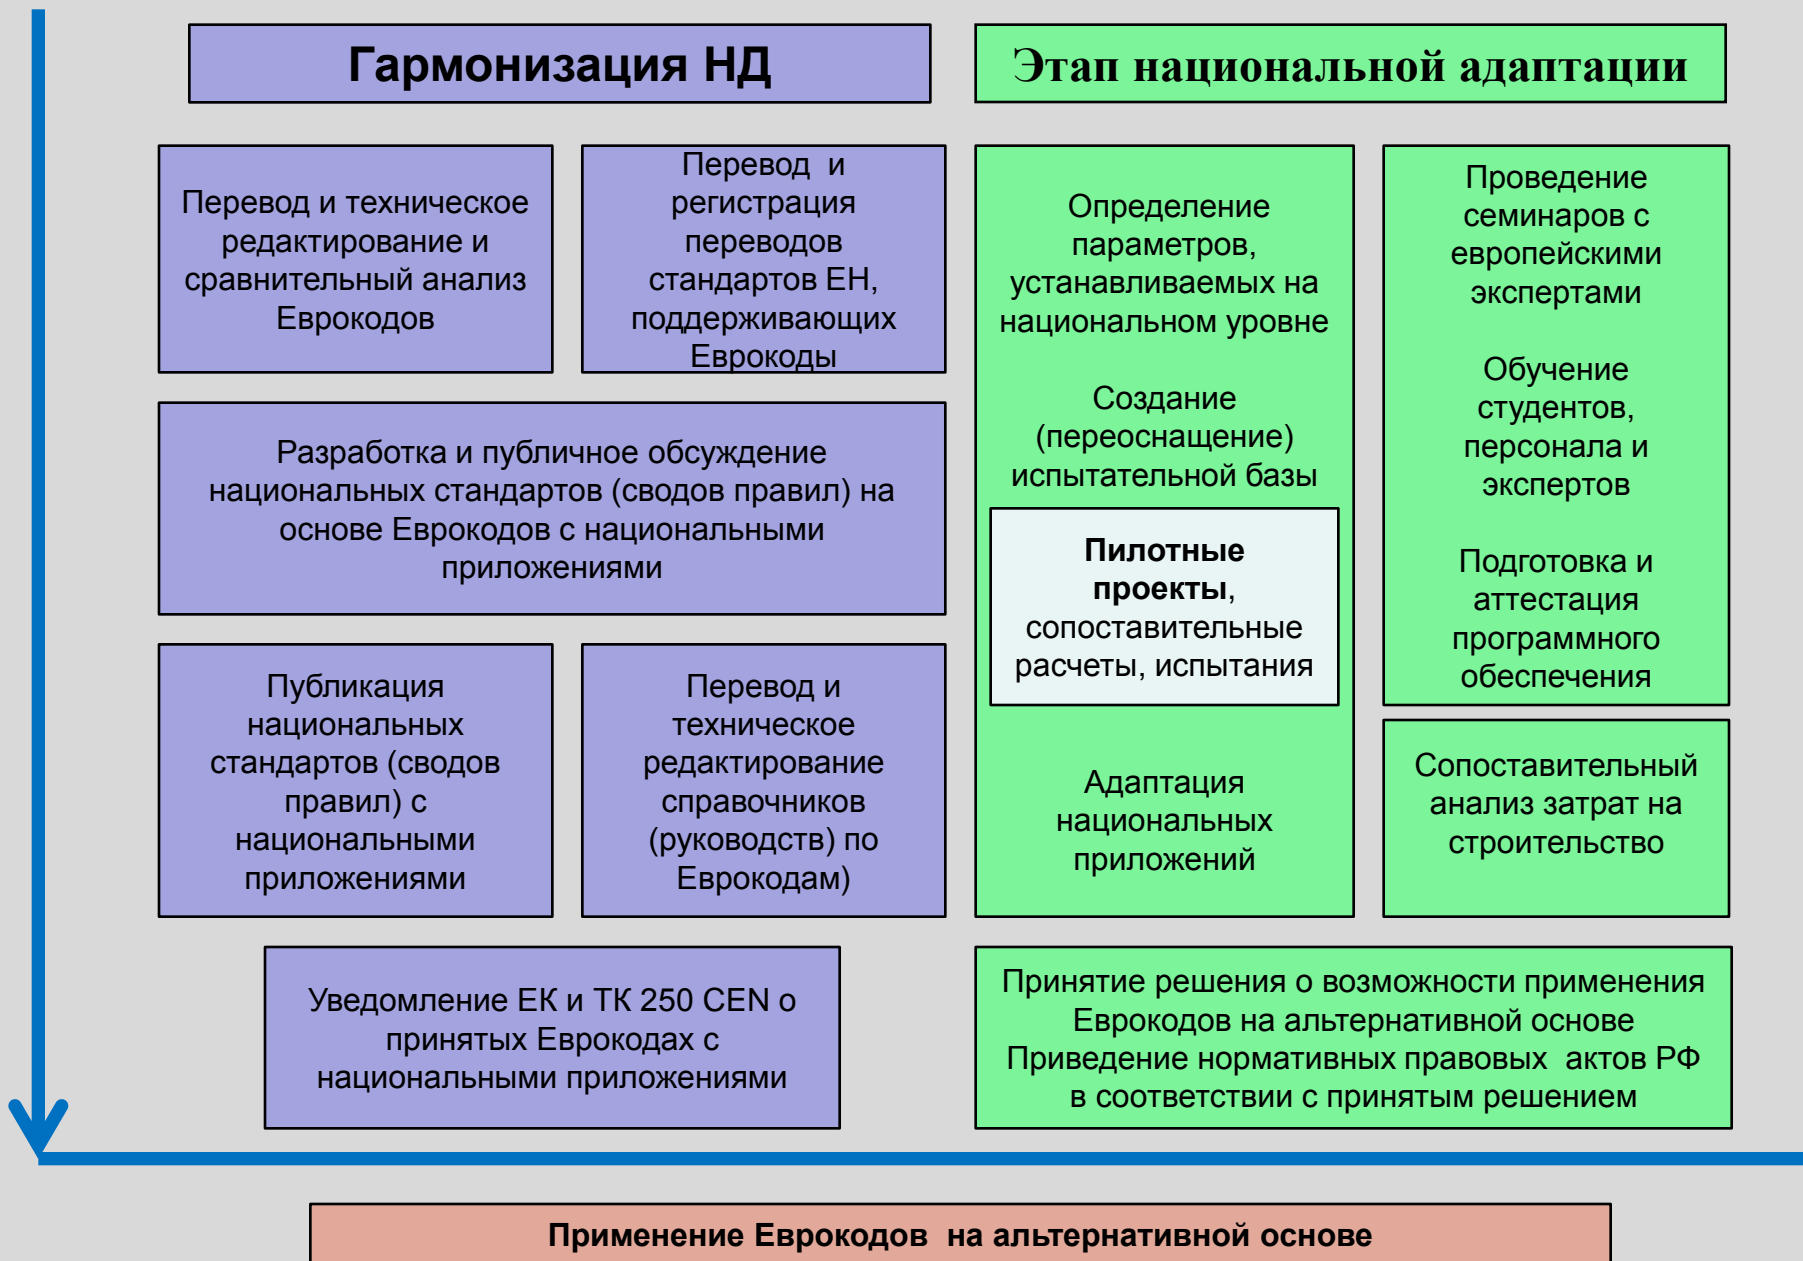 Гармонизация НД
Этап национальной адаптации
Перевод и техническое
редактирование и
сравнительный анализ
Еврокодов
Перевод и
регистрация
переводов
стандартов ЕН,
поддерживающих
Еврокоды
Разработка и публичное обсуждение
национальных стандартов (сводов правил) на
основе Еврокодов с национальными
приложениями
Публикация
национальных
стандартов (сводов
правил) с
национальными
приложениями
Перевод и
техническое
редактирование
справочников
(руководств) по
Еврокодам)
Уведомление ЕК и ТК 250 CEN о
принятых Еврокодах с
национальными приложениями
Определение
параметров,
устанавливаемых на
национальном уровне
Создание
(переоснащение)
испытательной базы
Пилотные
проекты,
сопоставительные
расчеты, испытания
Адаптация
национальных
приложений
Проведение
семинаров с
европейскими
экспертами
Обучение
студентов,
персонала и
экспертов
Подготовка и
аттестация
программного
обеспечения
Сопоставительный
анализ затрат на
строительство
Принятие решения о возможности применения
Еврокодов на альтернативной основе
Приведение нормативных правовых актов РФ
в соответствии с принятым решением
Применение Еврокодов на альтернативной основе